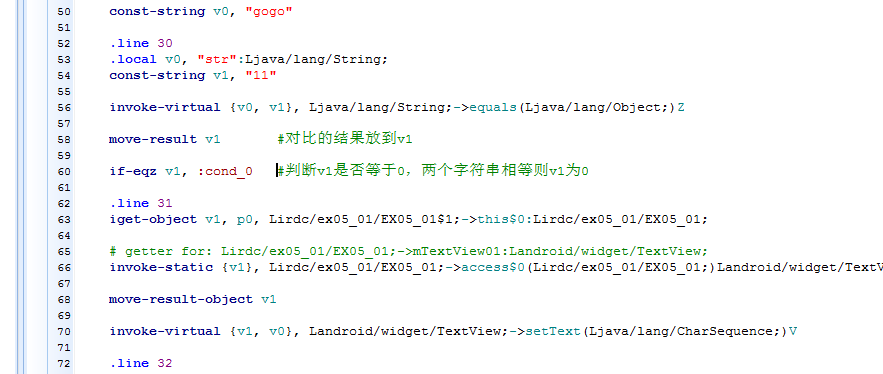 50 const-string v0, "gogo"
51
52 .line 30
53 .local v0, "str":Ljava/lang/String;
54 const-string v1, "11"
55
56 invoke-virtual {v0, v1}, Ljava/lang/String;->equals(Ljava/lang/Object;)Z
57
58 move-result v1 #对比的结果放到v1
59
60 if-eqz v1, :cond_0 #判断v1是否等于0，两个字符串相等则v1为0
61
62 .line 31
63 iget-object v1, p0, Lirdc/ex05_01/EX05_01$1;->this$0:Lirdc/ex05_01/EX05_01;
64
65 # getter for: Lirdc/ex05_01/EX05_01;->mTextView01:Landroid/widget/TextView;
66 invoke-static {v1}, Lirdc/ex05_01/EX05_01;->access$0(Lirdc/ex05_01/EX05_01;)Landroid/widget/TextV
67
68 move-result-object v1
69
70 invoke-virtual {v1, v0}, Landroid/widget/TextView;->setText(Ljava/lang/CharSequence;)V
71
72 .line 32